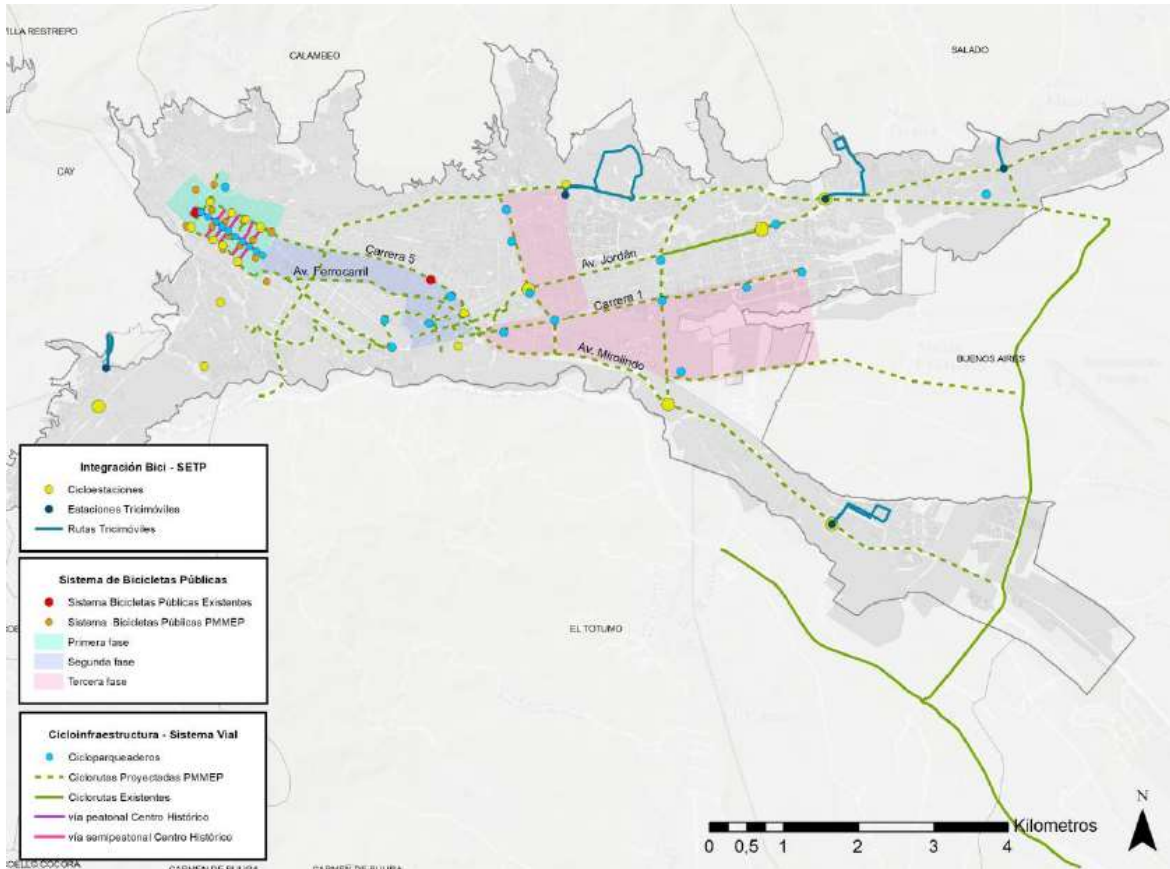 VILLA RESTREPO
CALAMBEO
SALADO
CAY
Carrera 5
Av. Ferrocarril
Av. Jordán
Carrera 1
Av. Mirolindo
BUENOS AIRES
EL TOTUMO
Integración Bici - SETP
Cicloestaciones
Estaciones Tricimóviles
Rutas Tricimóviles
Sistema de Bicicletas Públicas
Sistema Bicicletas Públicas Existentes
Sistema Bicicletas Públicas PMMEP
Primera fase
Segunda fase
Tercera fase
Cicloinfraestructura - Sistema Vial
Cicloparqueaderos
Ciclorutas Proyectadas PMMEP
Ciclorutas Existentes
vía peatonal Centro Histórico
vía semipeatonal Centro Histórico
N
Kilometros
0 0,5 1 2 3 4